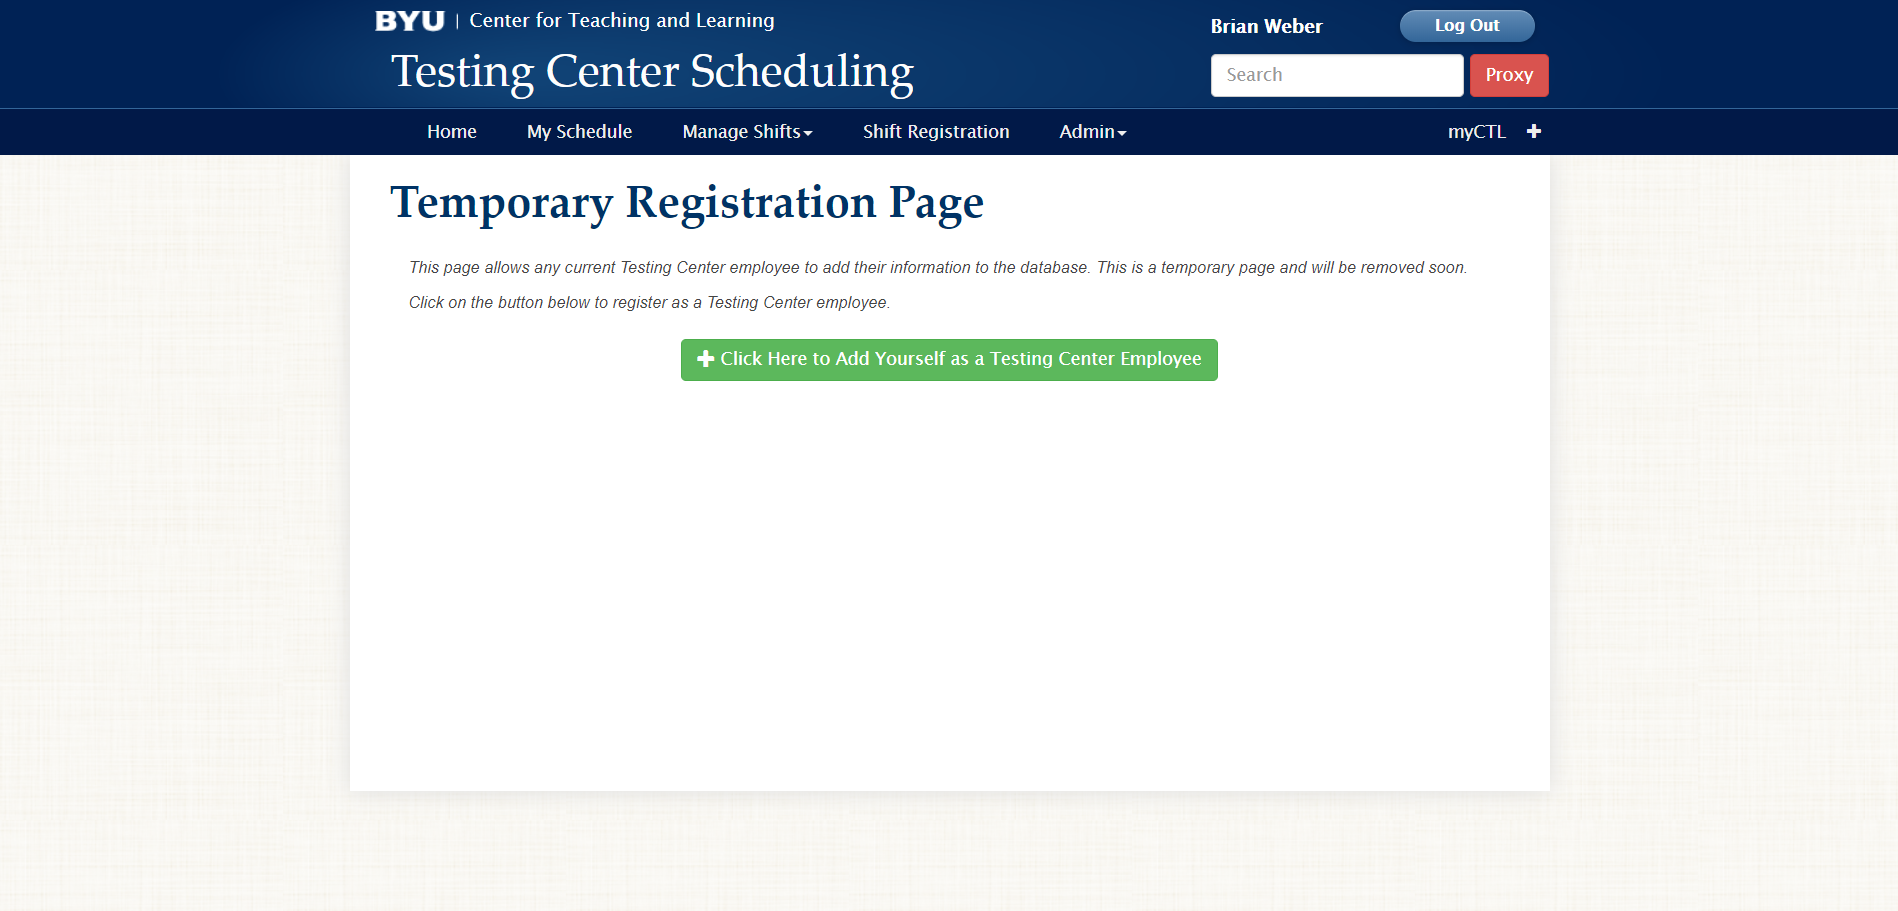 BYU | Center for Teaching and Learning
Testing Center Scheduling
Brian Weber
Log Out
Search
Proxy
Home My Schedule Manage Shifts Shift Registration Admin myCTL
Temporary Registration Page
This page allows any current Testing Center employee to add their information to the database. This is a temporary page and will be removed soon.
Click on the button below to register as a Testing Center employee.
Click Here to Add Yourself as a Testing Center Employee